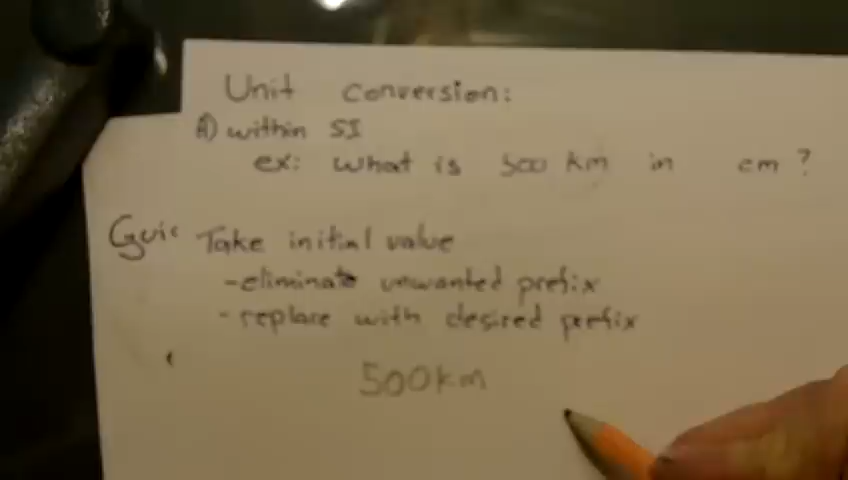 Unit conversion:
A) within SI
ex: what is 500 km in cm?
Take initial value
- eliminate unwanted prefix
- replace with desired prefix
500km